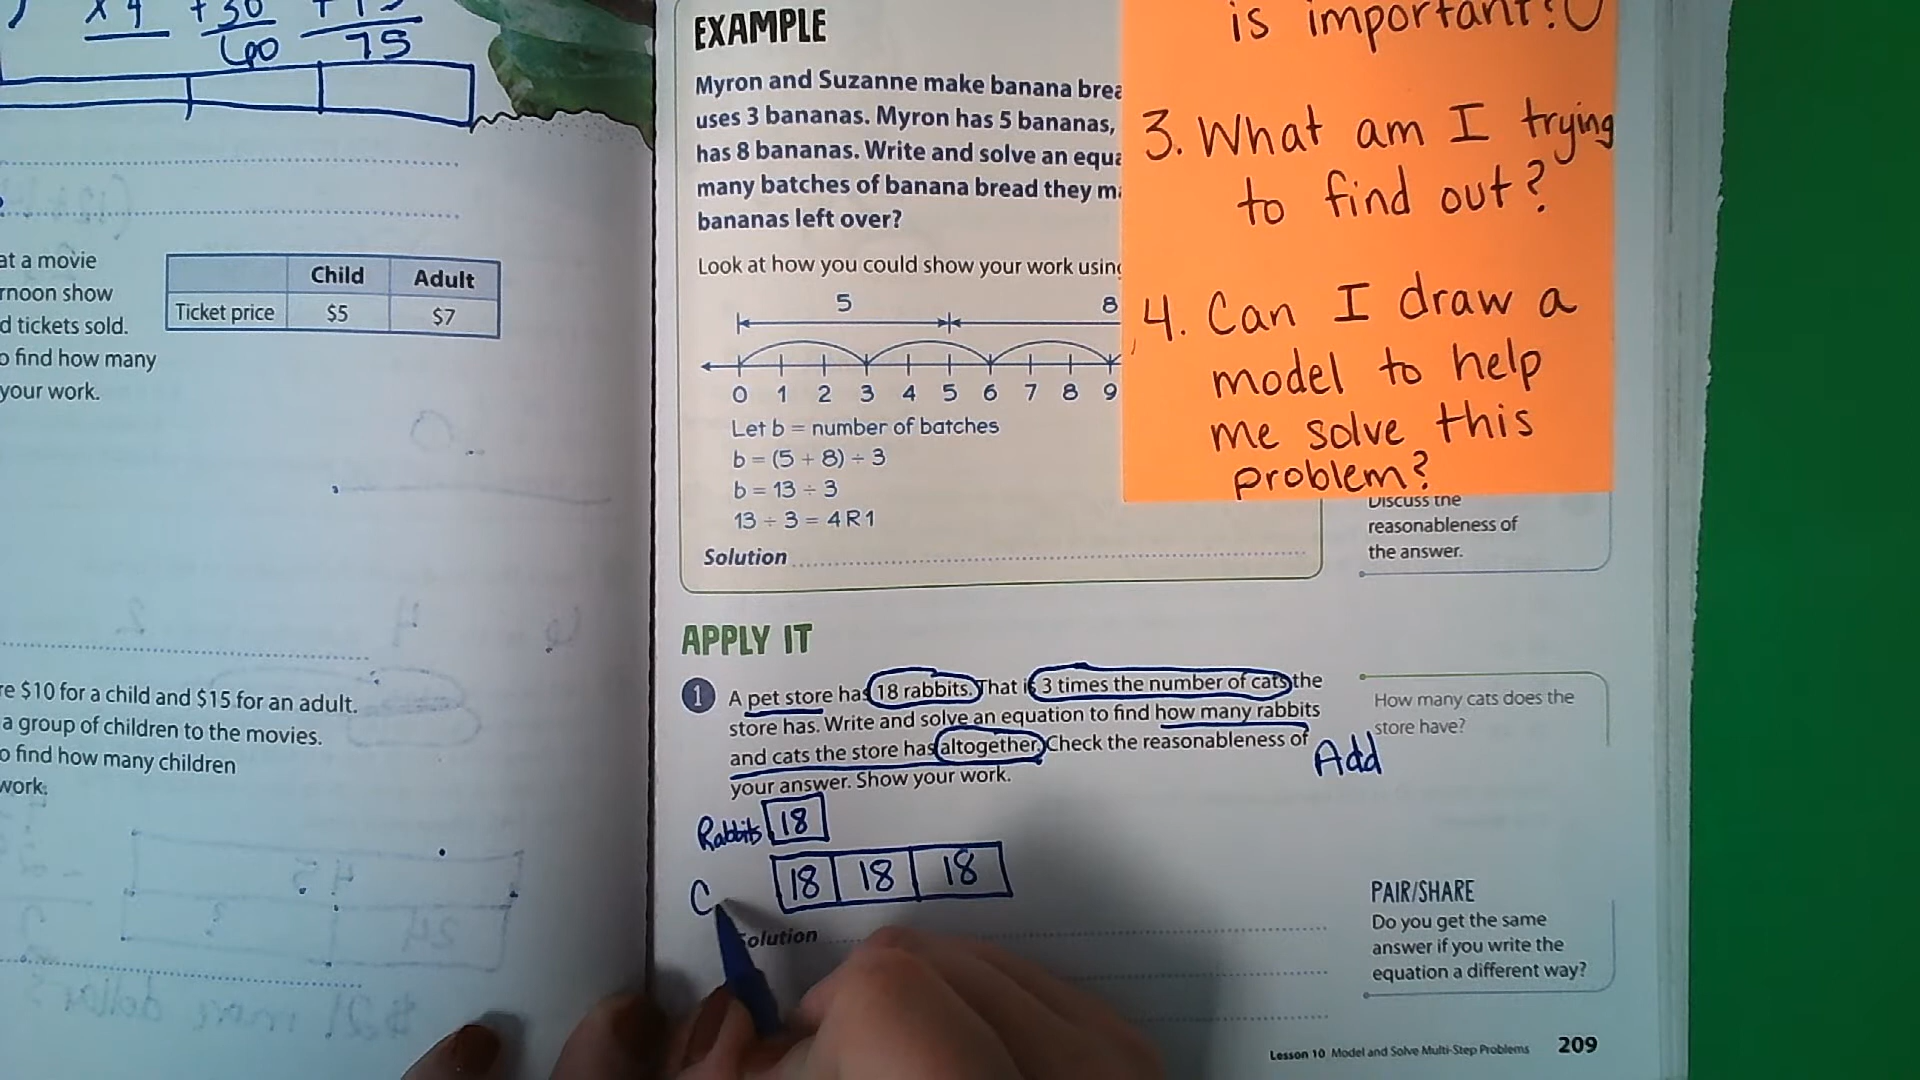 x 4 + 30 + 15
60 75
at a movie
rnoon show
d tickets sold.
o find how many
your work.
Child Adult
Ticket price $5 $7
re $10 for a child and $15 for an adult.
a group of children to the movies.
o find how many children
work.
EXAMPLE
Myron and Suzanne make banana brea
uses 3 bananas. Myron has 5 bananas,
has 8 bananas. Write and solve an equa
many batches of banana bread they ma
bananas left over?
Look at how you could show your work using
5 8
0 1 2 3 4 5 6 7 8 9
Let b = number of batches
b = (5 + 8) ÷ 3
b = 13 ÷ 3
13 ÷ 3 = 4 R 1
Solution
is important?
3. What am I trying
to find out?
4. Can I draw a
model to help
me solve this
problem?
Discuss the
reasonableness of
the answer.
APPLY IT
1 A pet store has 18 rabbits. That is 3 times the number of cats the
store has. Write and solve an equation to find how many rabbits
and cats the store has altogether. Check the reasonableness of
your answer. Show your work.
Add
How many cats does the
store have?
Rabbits 18
C 18 18 18
Solution
PAIR/SHARE
Do you get the same
answer if you write the
equation a different way?
Lesson 10 Model and Solve Multi-Step Problems 209